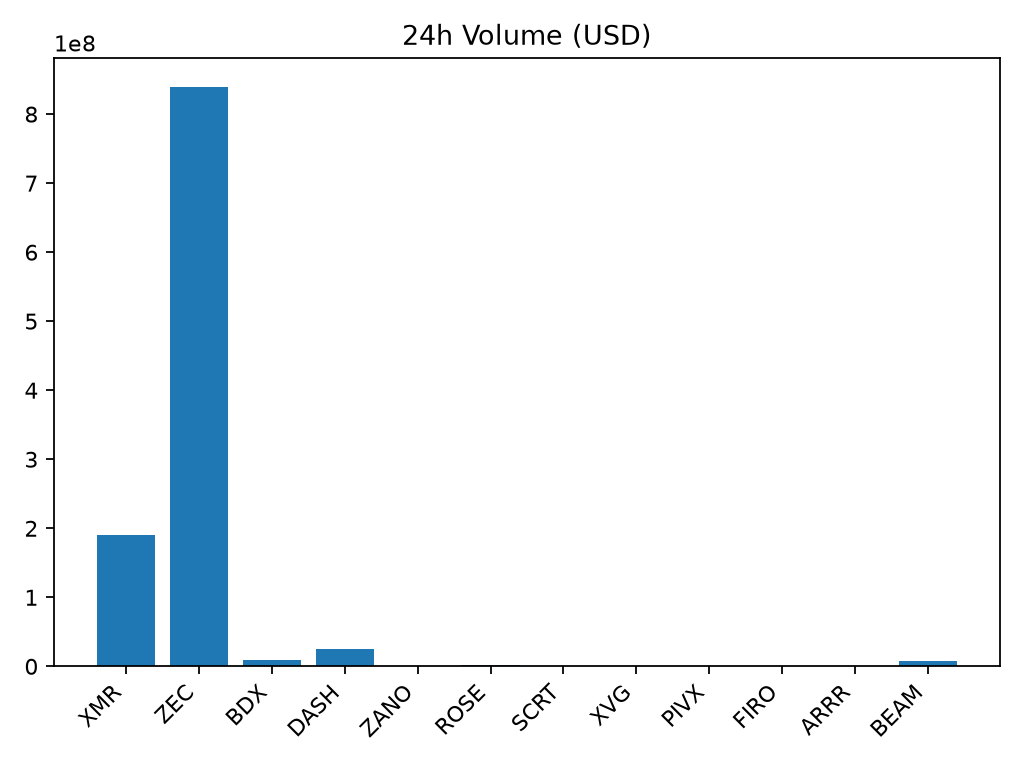 24h Volume (USD)
1e8
8
7
6
5
4
3
2
1
0
XMR
ZEC
BDX
DASH
ZANO
ROSE
SCRT
XVG
PIVX
FIRO
ARRR
BEAM